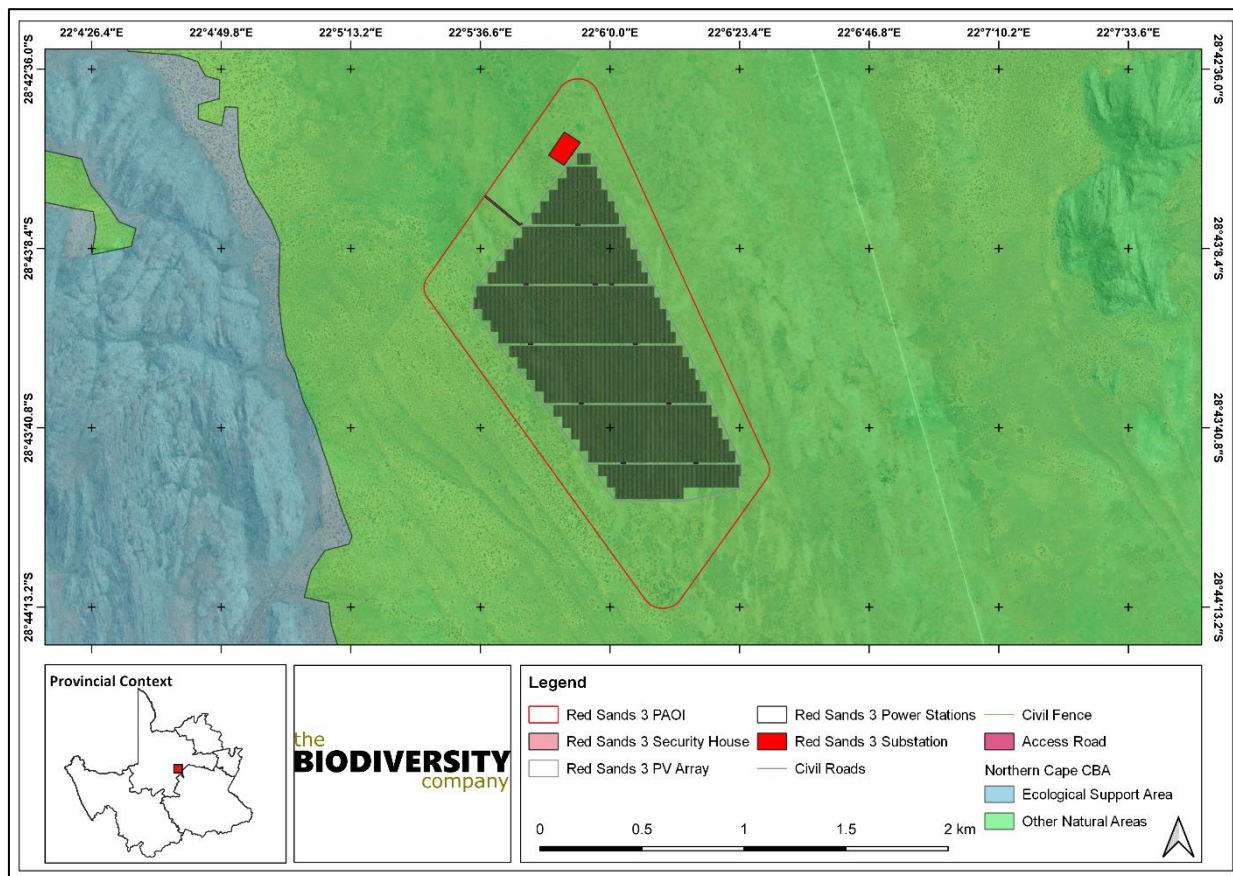 22°4'26.4"E 22°4'49.8"E 22°5'13.2"E 22°5'36.6"E 22°6'0.0"E 22°6'23.4"E 22°6'46.8"E 22°7'10.2"E 22°7'33.6"E
28°42'36.0"S 28°42'36.0"S
28°43'8.4"S 28°43'8.4"S
28°43'40.8"S 28°43'40.8"S
28°44'13.2"S 28°44'13.2"S
Provincial Context
the
BIODIVERSITY
company
Legend
Red Sands 3 PAOI
Red Sands 3 Security House
Red Sands 3 PV Array
Red Sands 3 Power Stations
Red Sands 3 Substation
Civil Roads
Civil Fence
Access Road
Northern Cape CBA
Ecological Support Area
Other Natural Areas
0 0.5 1 1.5 2 km